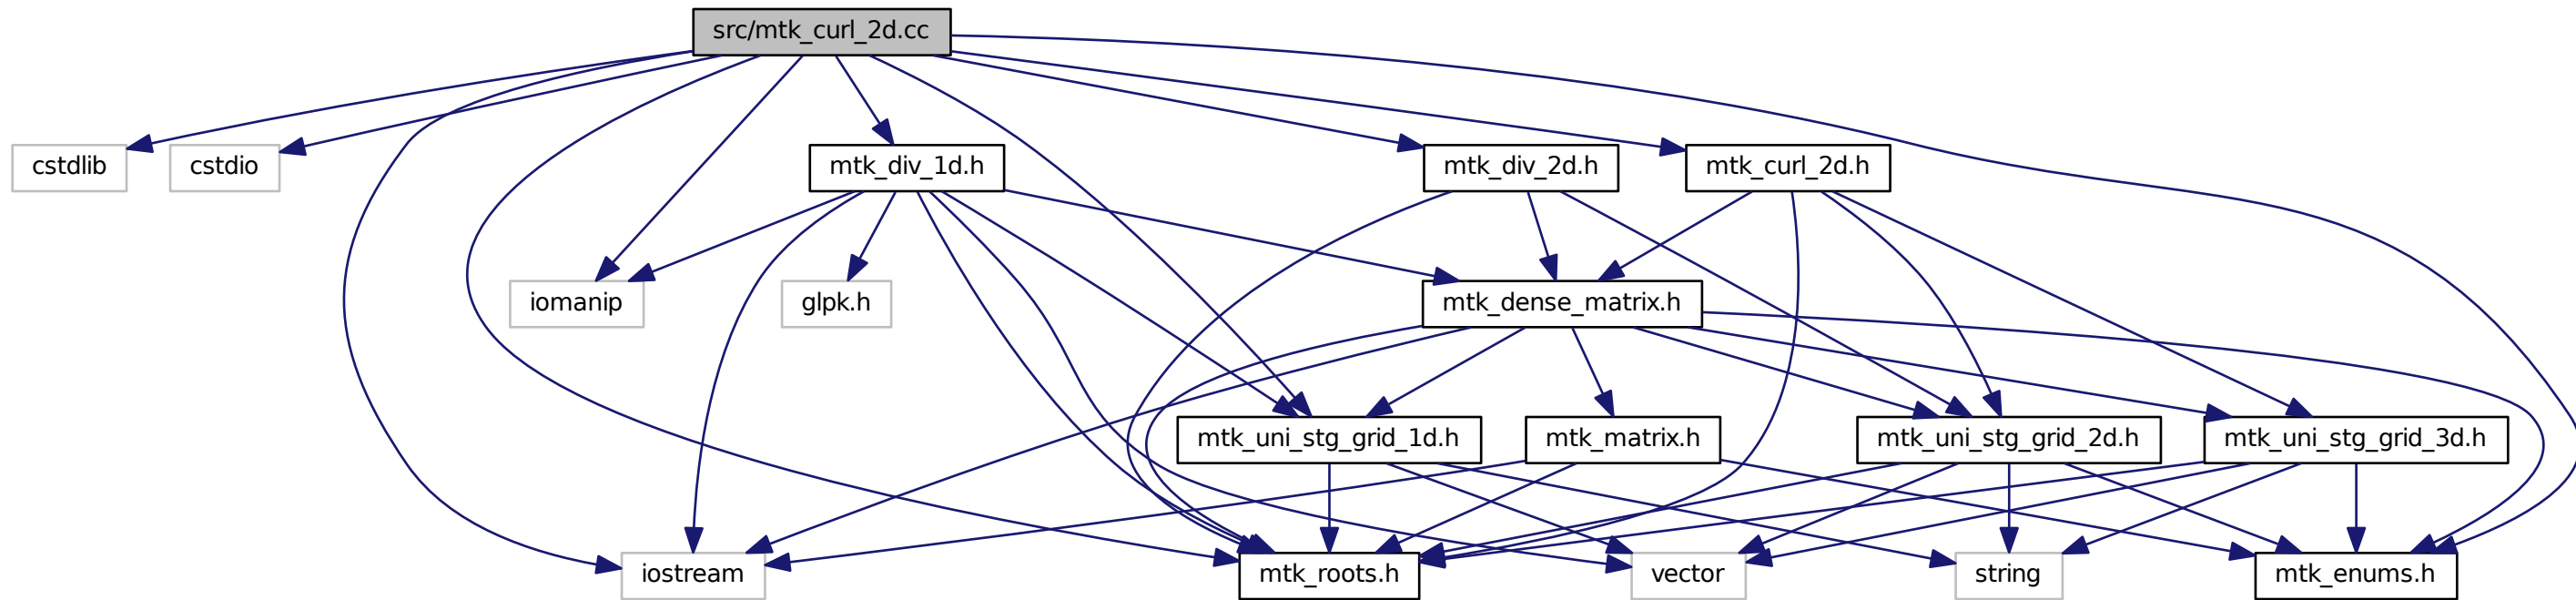 src/mtk_curl_2d.cc
cstdlib
cstdio
mtk_div_1d.h
mtk_div_2d.h
mtk_curl_2d.h
iomanip
glpk.h
mtk_dense_matrix.h
mtk_uni_stg_grid_1d.h
mtk_matrix.h
mtk_uni_stg_grid_2d.h
mtk_uni_stg_grid_3d.h
iostream
mtk_roots.h
vector
string
mtk_enums.h